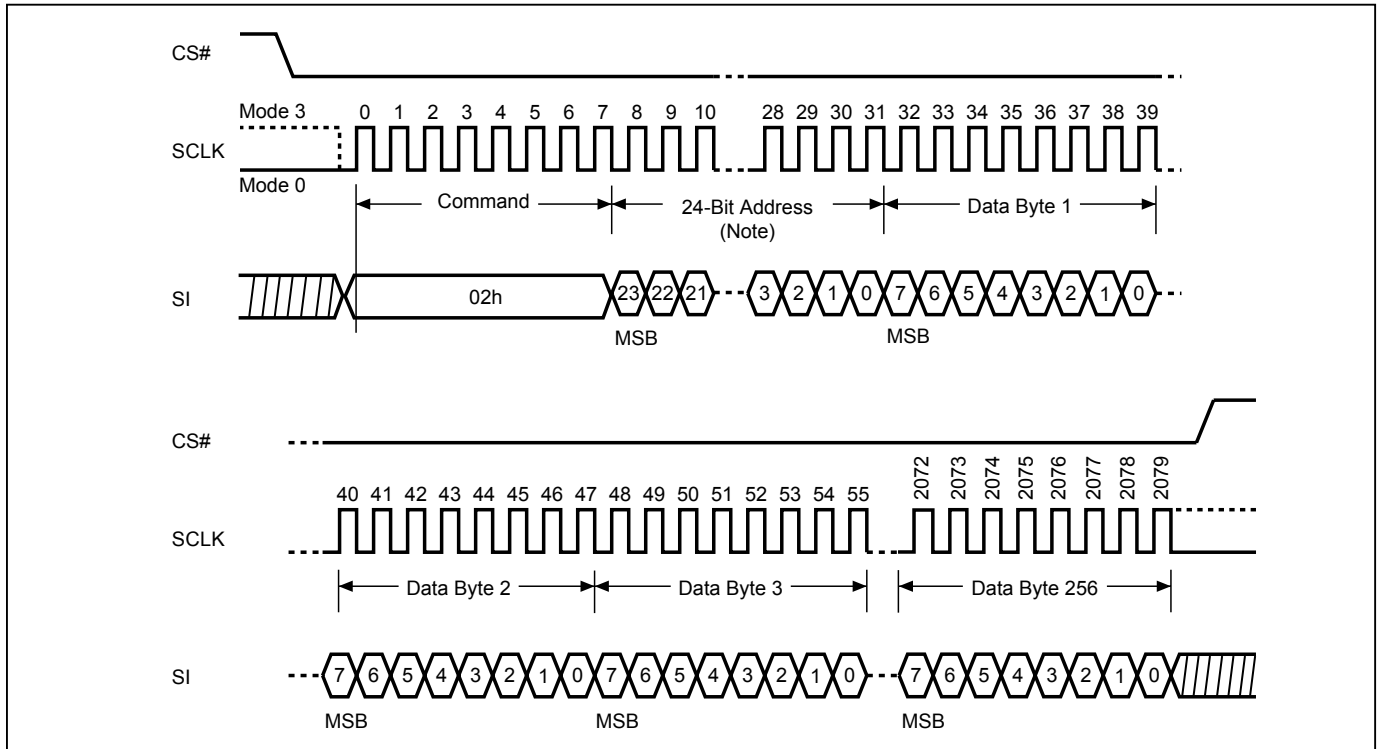 CS#
Mode 3 0 1 2 3 4 5 6 7 8 9 10 28 29 30 31 32 33 34 35 36 37 38 39
SCLK
Mode 0
Command 24-Bit Address Data Byte 1
(Note)
SI 02h 23 22 21 3 2 1 0 7 6 5 4 3 2 1 0
MSB MSB
CS#
40 41 42 43 44 45 46 47 48 49 50 51 52 53 54 55 2072 2073 2074 2075 2076 2077 2078 2079
SCLK
Data Byte 2 Data Byte 3 Data Byte 256
SI 7 6 5 4 3 2 1 0 7 6 5 4 3 2 1 0 7 6 5 4 3 2 1 0
MSB MSB MSB